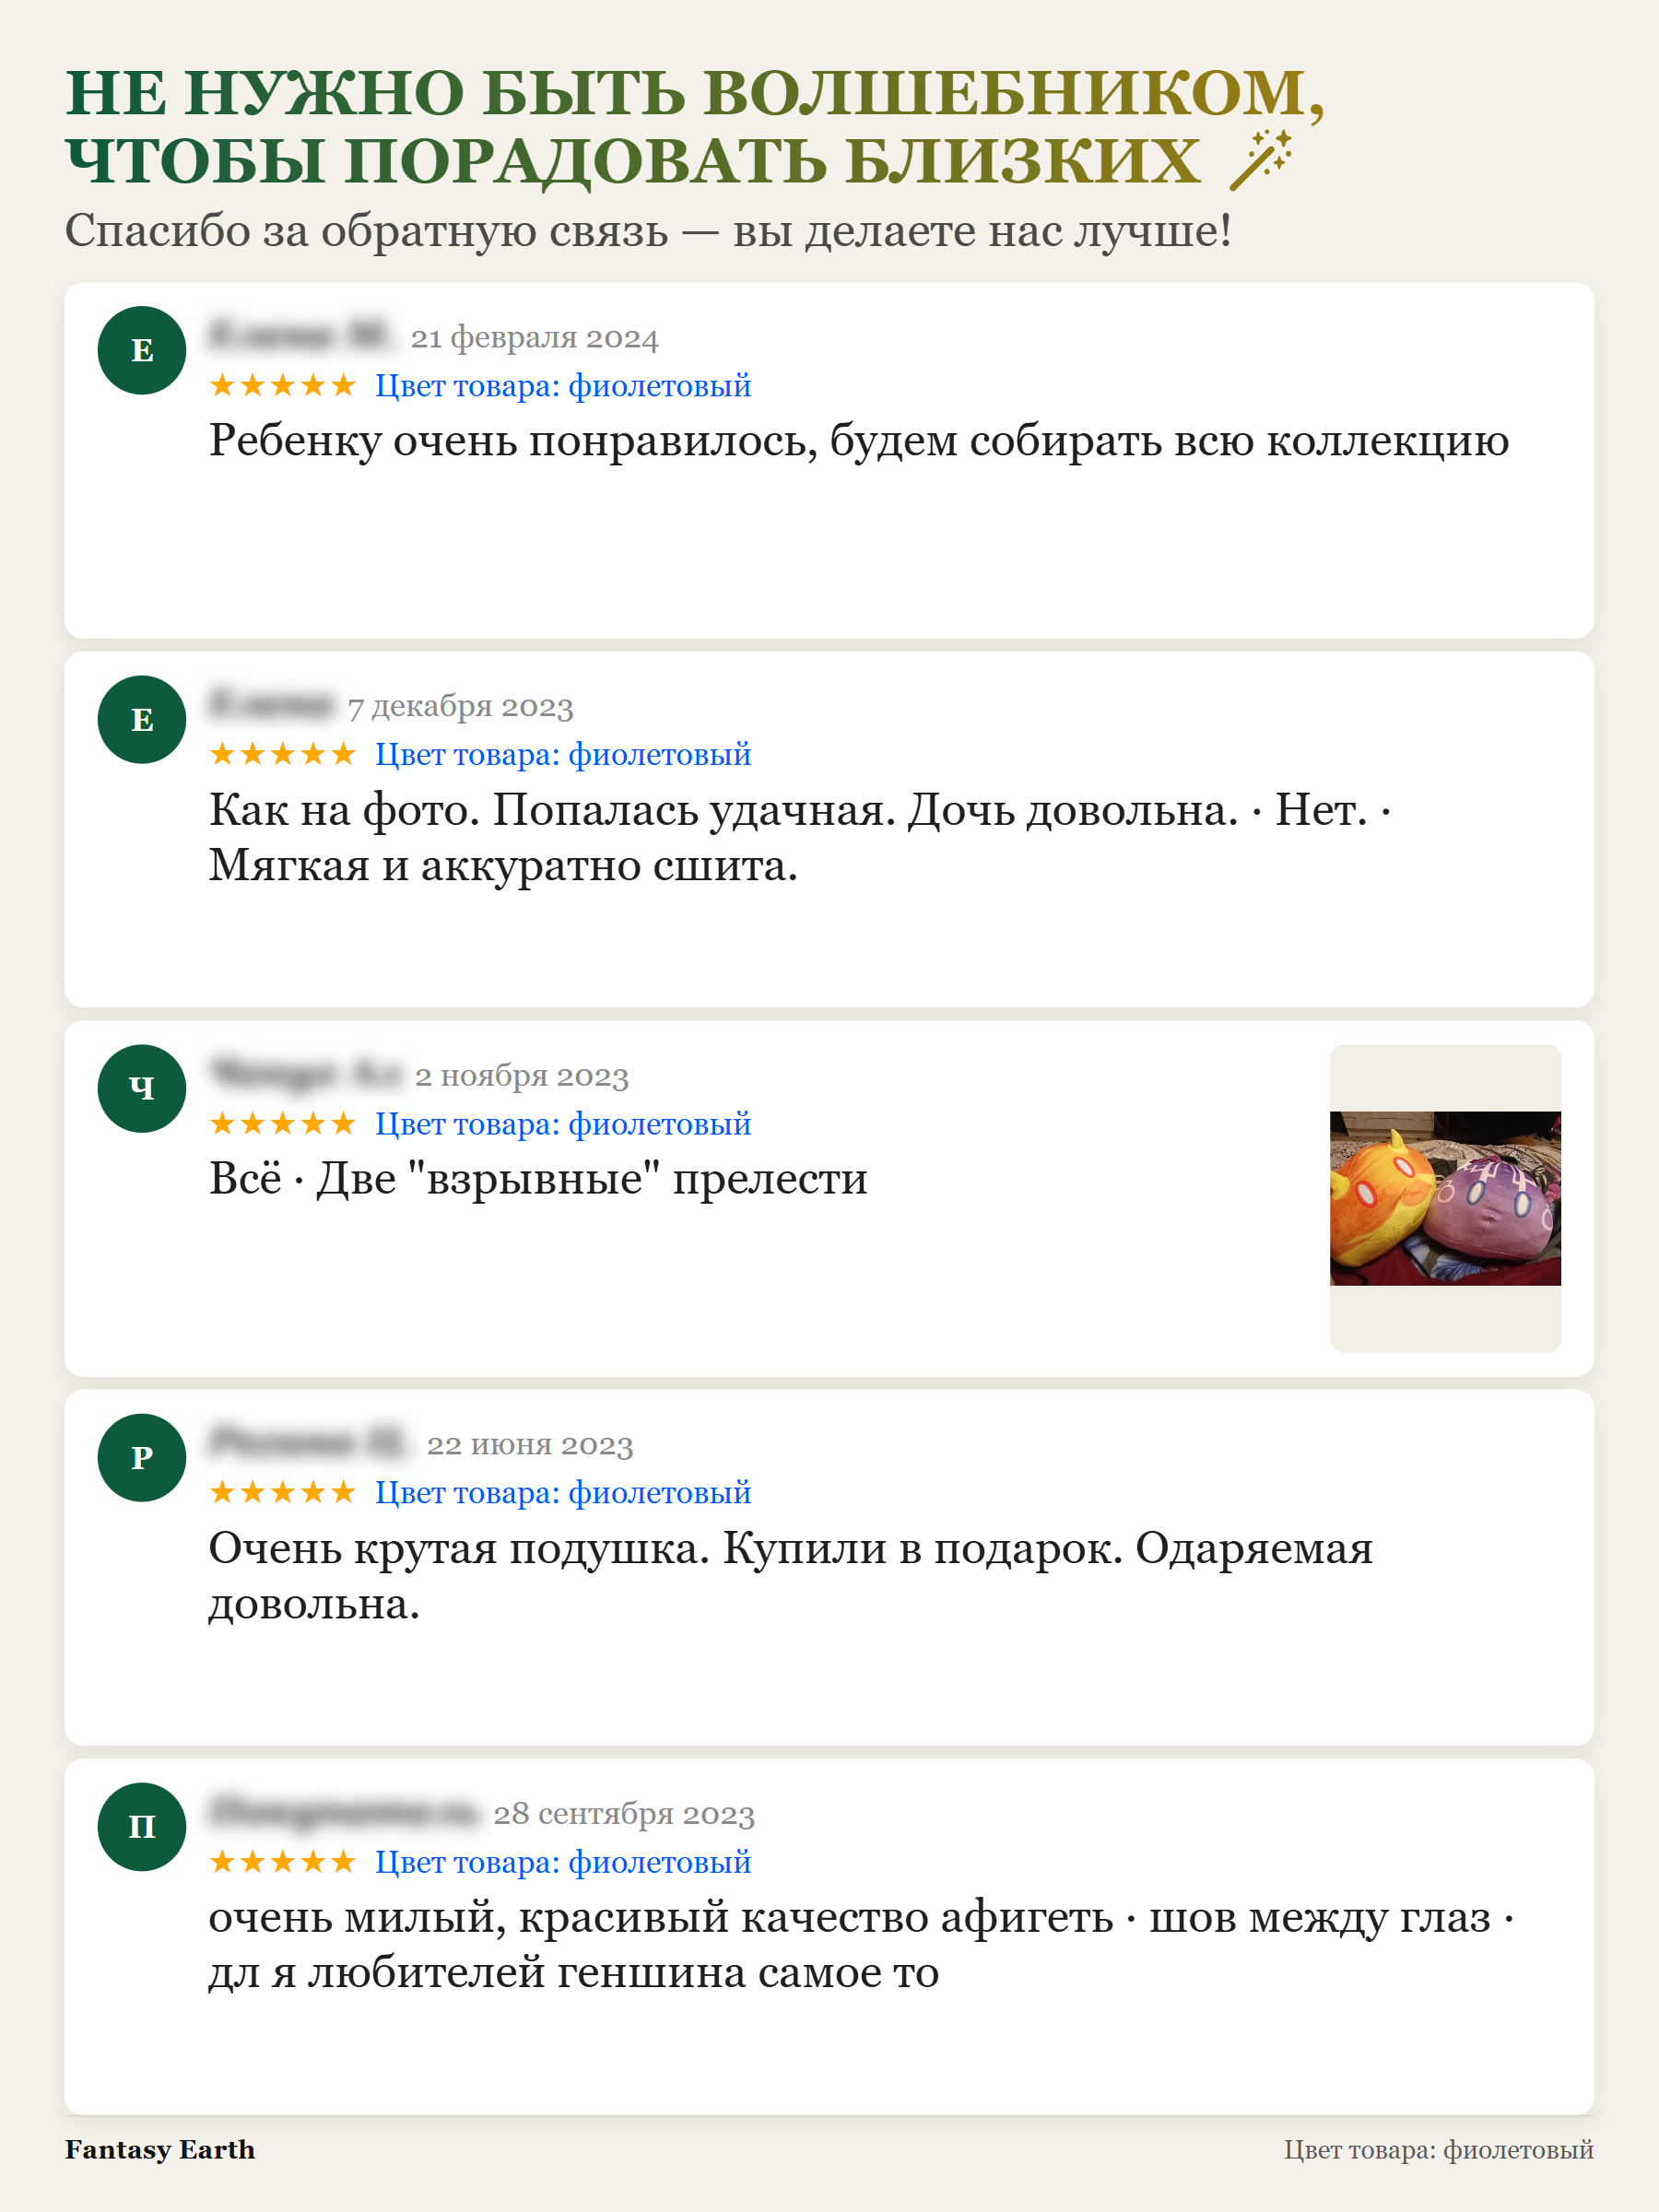 НЕ НУЖНО БЫТЬ ВОЛШЕБНИКОМ,
ЧТОБЫ ПОРАДОВАТЬ БЛИЗКИХ
Спасибо за обратную связь — вы делаете нас лучше!
Е
21 февраля 2024
★★★★★ Цвет товара: фиолетовый
Ребенку очень понравилось, будем собирать всю коллекцию
Е
7 декабря 2023
★★★★★ Цвет товара: фиолетовый
Как на фото. Попалась удачная. Дочь довольна. · Нет. ·
Мягкая и аккуратно сшита.
Ч
2 ноября 2023
★★★★★ Цвет товара: фиолетовый
Всё · Две "взрывные" прелести
Р
22 июня 2023
★★★★★ Цвет товара: фиолетовый
Очень крутая подушка. Купили в подарок. Одаряемая
довольна.
П
28 сентября 2023
★★★★★ Цвет товара: фиолетовый
очень милый, красивый качество афигеть · шов между глаз ·
дл я любителей геншина самое то
Fantasy Earth
Цвет товара: фиолетовый